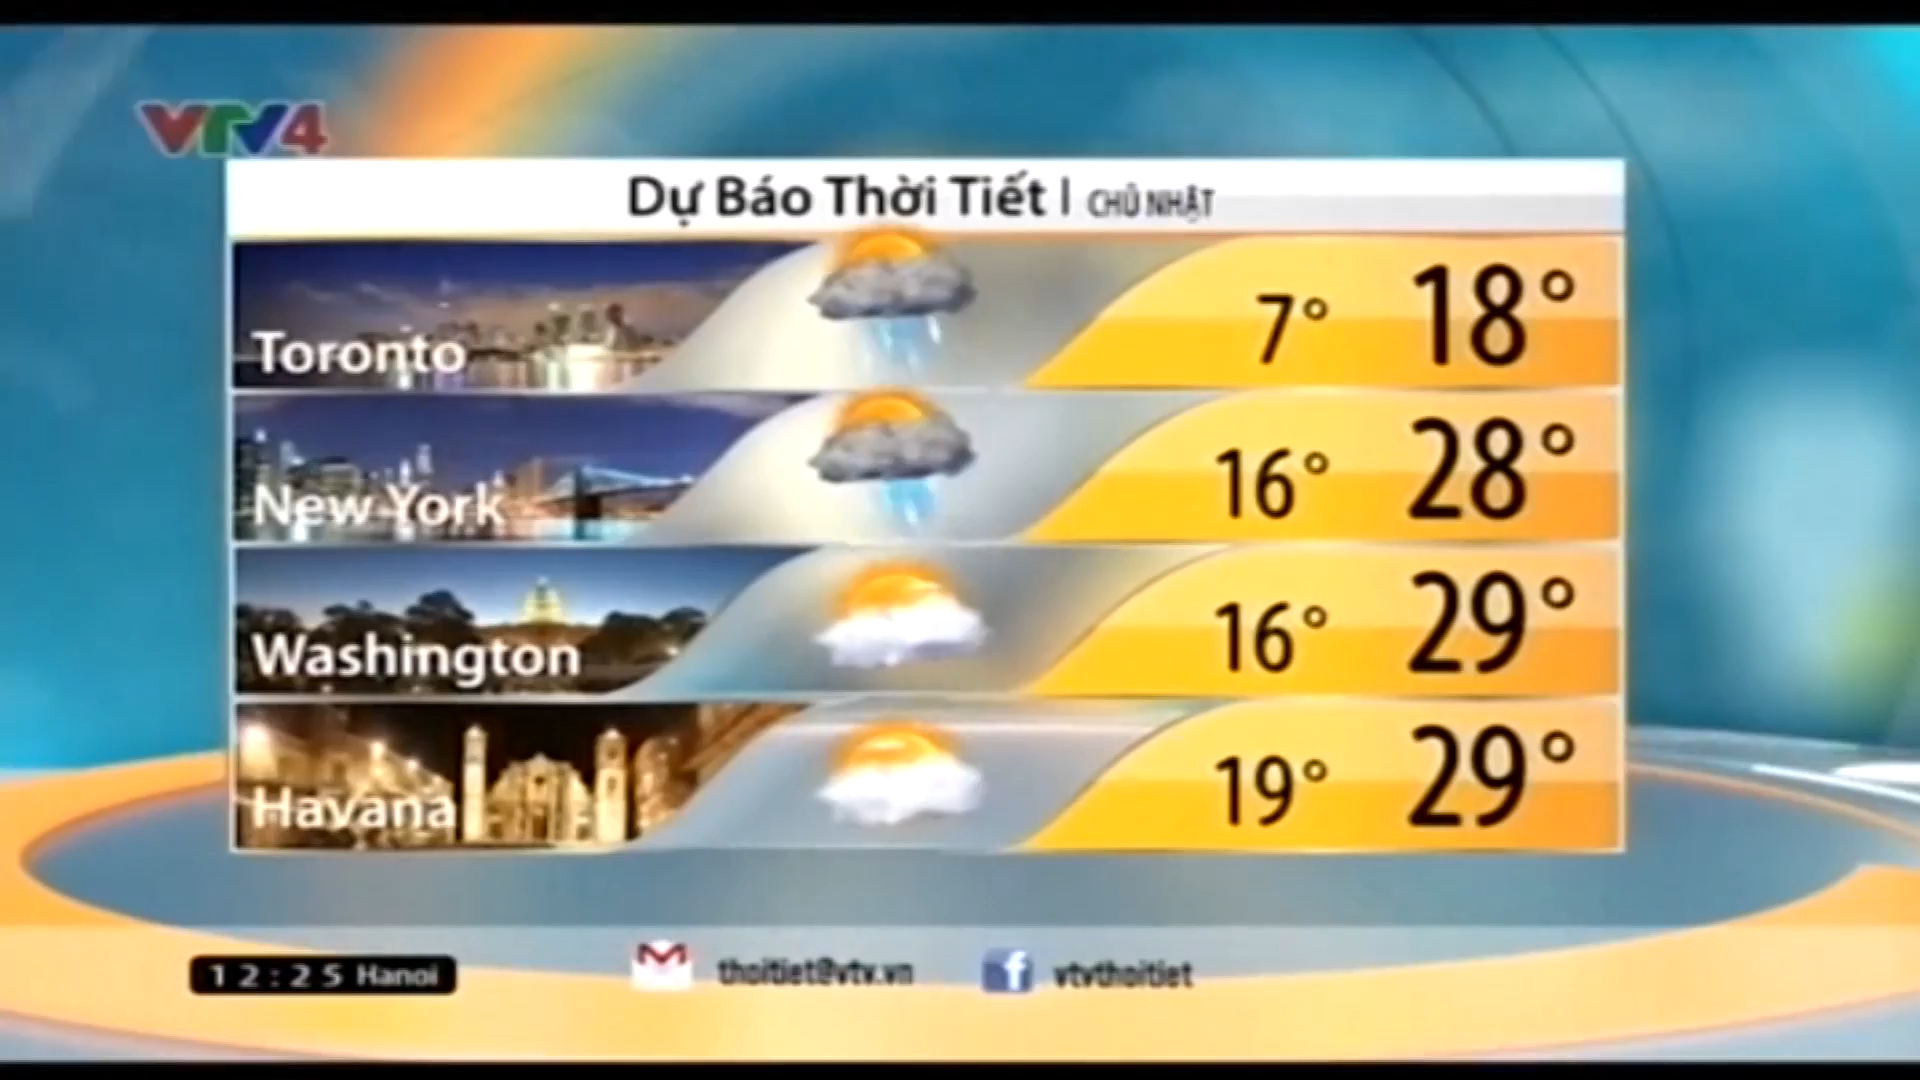 VTV4
Dự Báo Thời Tiết | CHỦ NHẬT
Toronto 7° 18°
New York 16° 28°
Washington 16° 29°
Havana 19° 29°
12:25 Hanoi thoitiet@vtv.vn vtvthoitiet